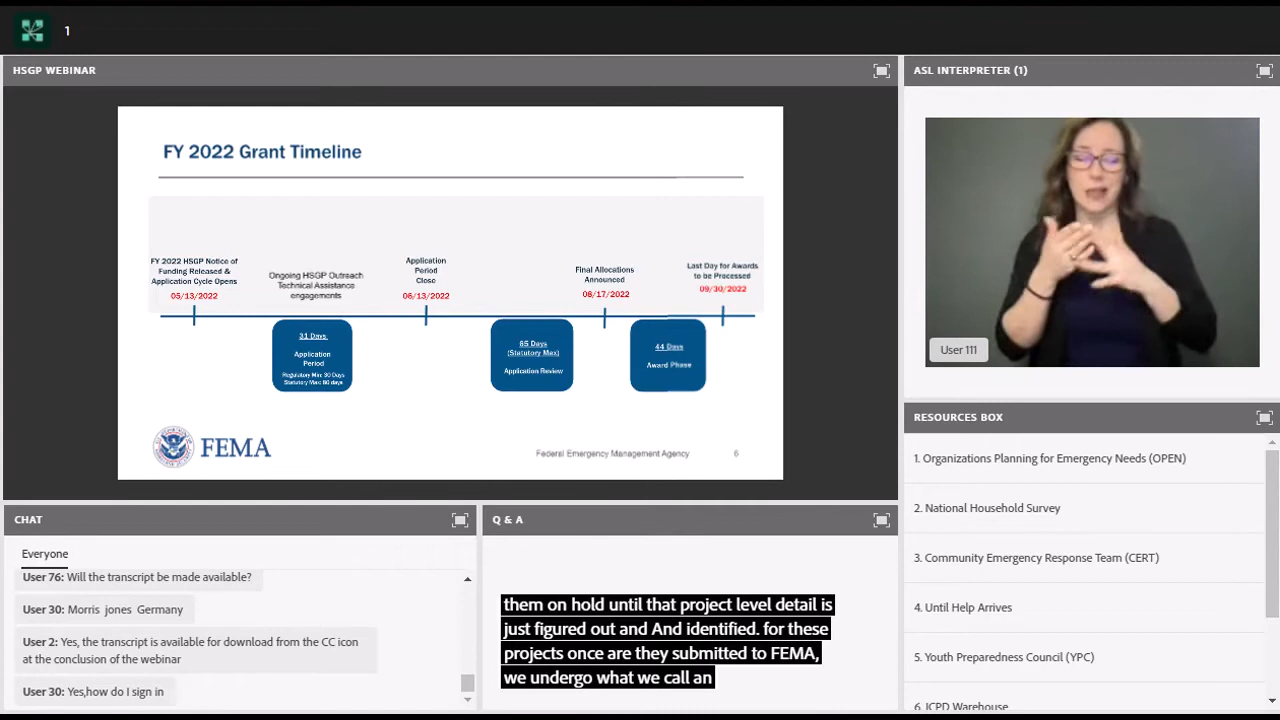 1
HSGP WEBINAR
FY 2022 Grant Timeline
FY 2022 HSGP Notice of
Funding Released &
Application Cycle Opens
05/13/2022
Ongoing HSGP Outreach
Technical Assistance
engagements
Application
Period
Close
06/13/2022
Final Allocations
Announced
08/17/2022
Last Day for Awards
to be Processed
09/30/2022
31 Days
Application
Period
Regulatory Min: 30 Days
Statutory Max: 80 days
65 Days
(Statutory Max)
Application Review
44 Days
Award Phase
FEMA
Federal Emergency Management Agency
6
ASL INTERPRETER (1)
User 111
RESOURCES BOX
1. Organizations Planning for Emergency Needs (OPEN)
2. National Household Survey
3. Community Emergency Response Team (CERT)
4. Until Help Arrives
5. Youth Preparedness Council (YPC)
6. ICPD Warehouse
CHAT
Everyone
User 76: Will the transcript be made available?
User 30: Morris jones Germany
User 2: Yes, the transcript is available for download from the CC icon
at the conclusion of the webinar
User 30: Yes,how do I sign in
Q & A
them on hold until that project level detail is
just figured out and And identified. for these
projects once are they submitted to FEMA,
we undergo what we call an